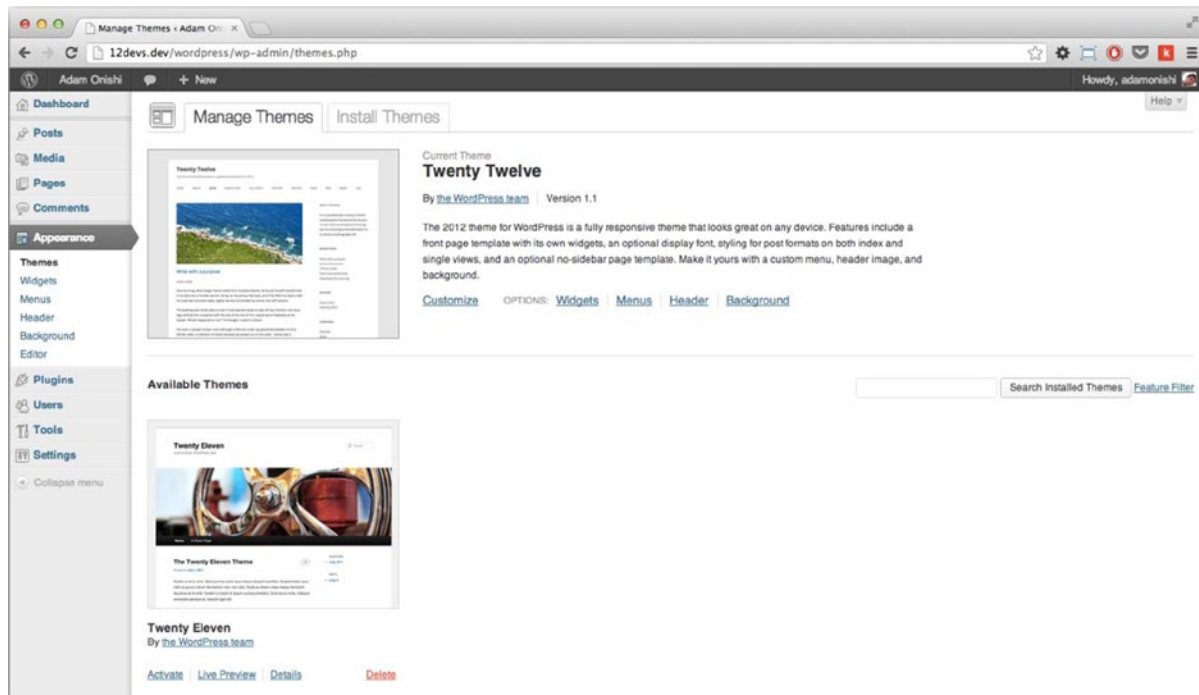 Manage Themes ‹ Adam Oni
12devs.dev/wordpress/wp-admin/themes.php
Adam Onishi
+ New
Howdy, adamonishi
Help
Dashboard
Posts
Media
Pages
Comments
Appearance
Themes
Widgets
Menus
Header
Background
Editor
Plugins
Users
Tools
Settings
Collapse menu
Manage Themes
Install Themes
Twenty Twelve
Write with a purpose
Current Theme
Twenty Twelve
By the WordPress team
Version 1.1
The 2012 theme for WordPress is a fully responsive theme that looks great on any device. Features include a
front page template with its own widgets, an optional display font, styling for post formats on both index and
single views, and an optional no-sidebar page template. Make it yours with a custom menu, header image, and
background.
Customize OPTIONS: Widgets Menus Header Background
Available Themes
Search Installed Themes
Feature Filter
Twenty Eleven
The Twenty Eleven Theme
Twenty Eleven
By the WordPress team
Activate Live Preview Details Delete